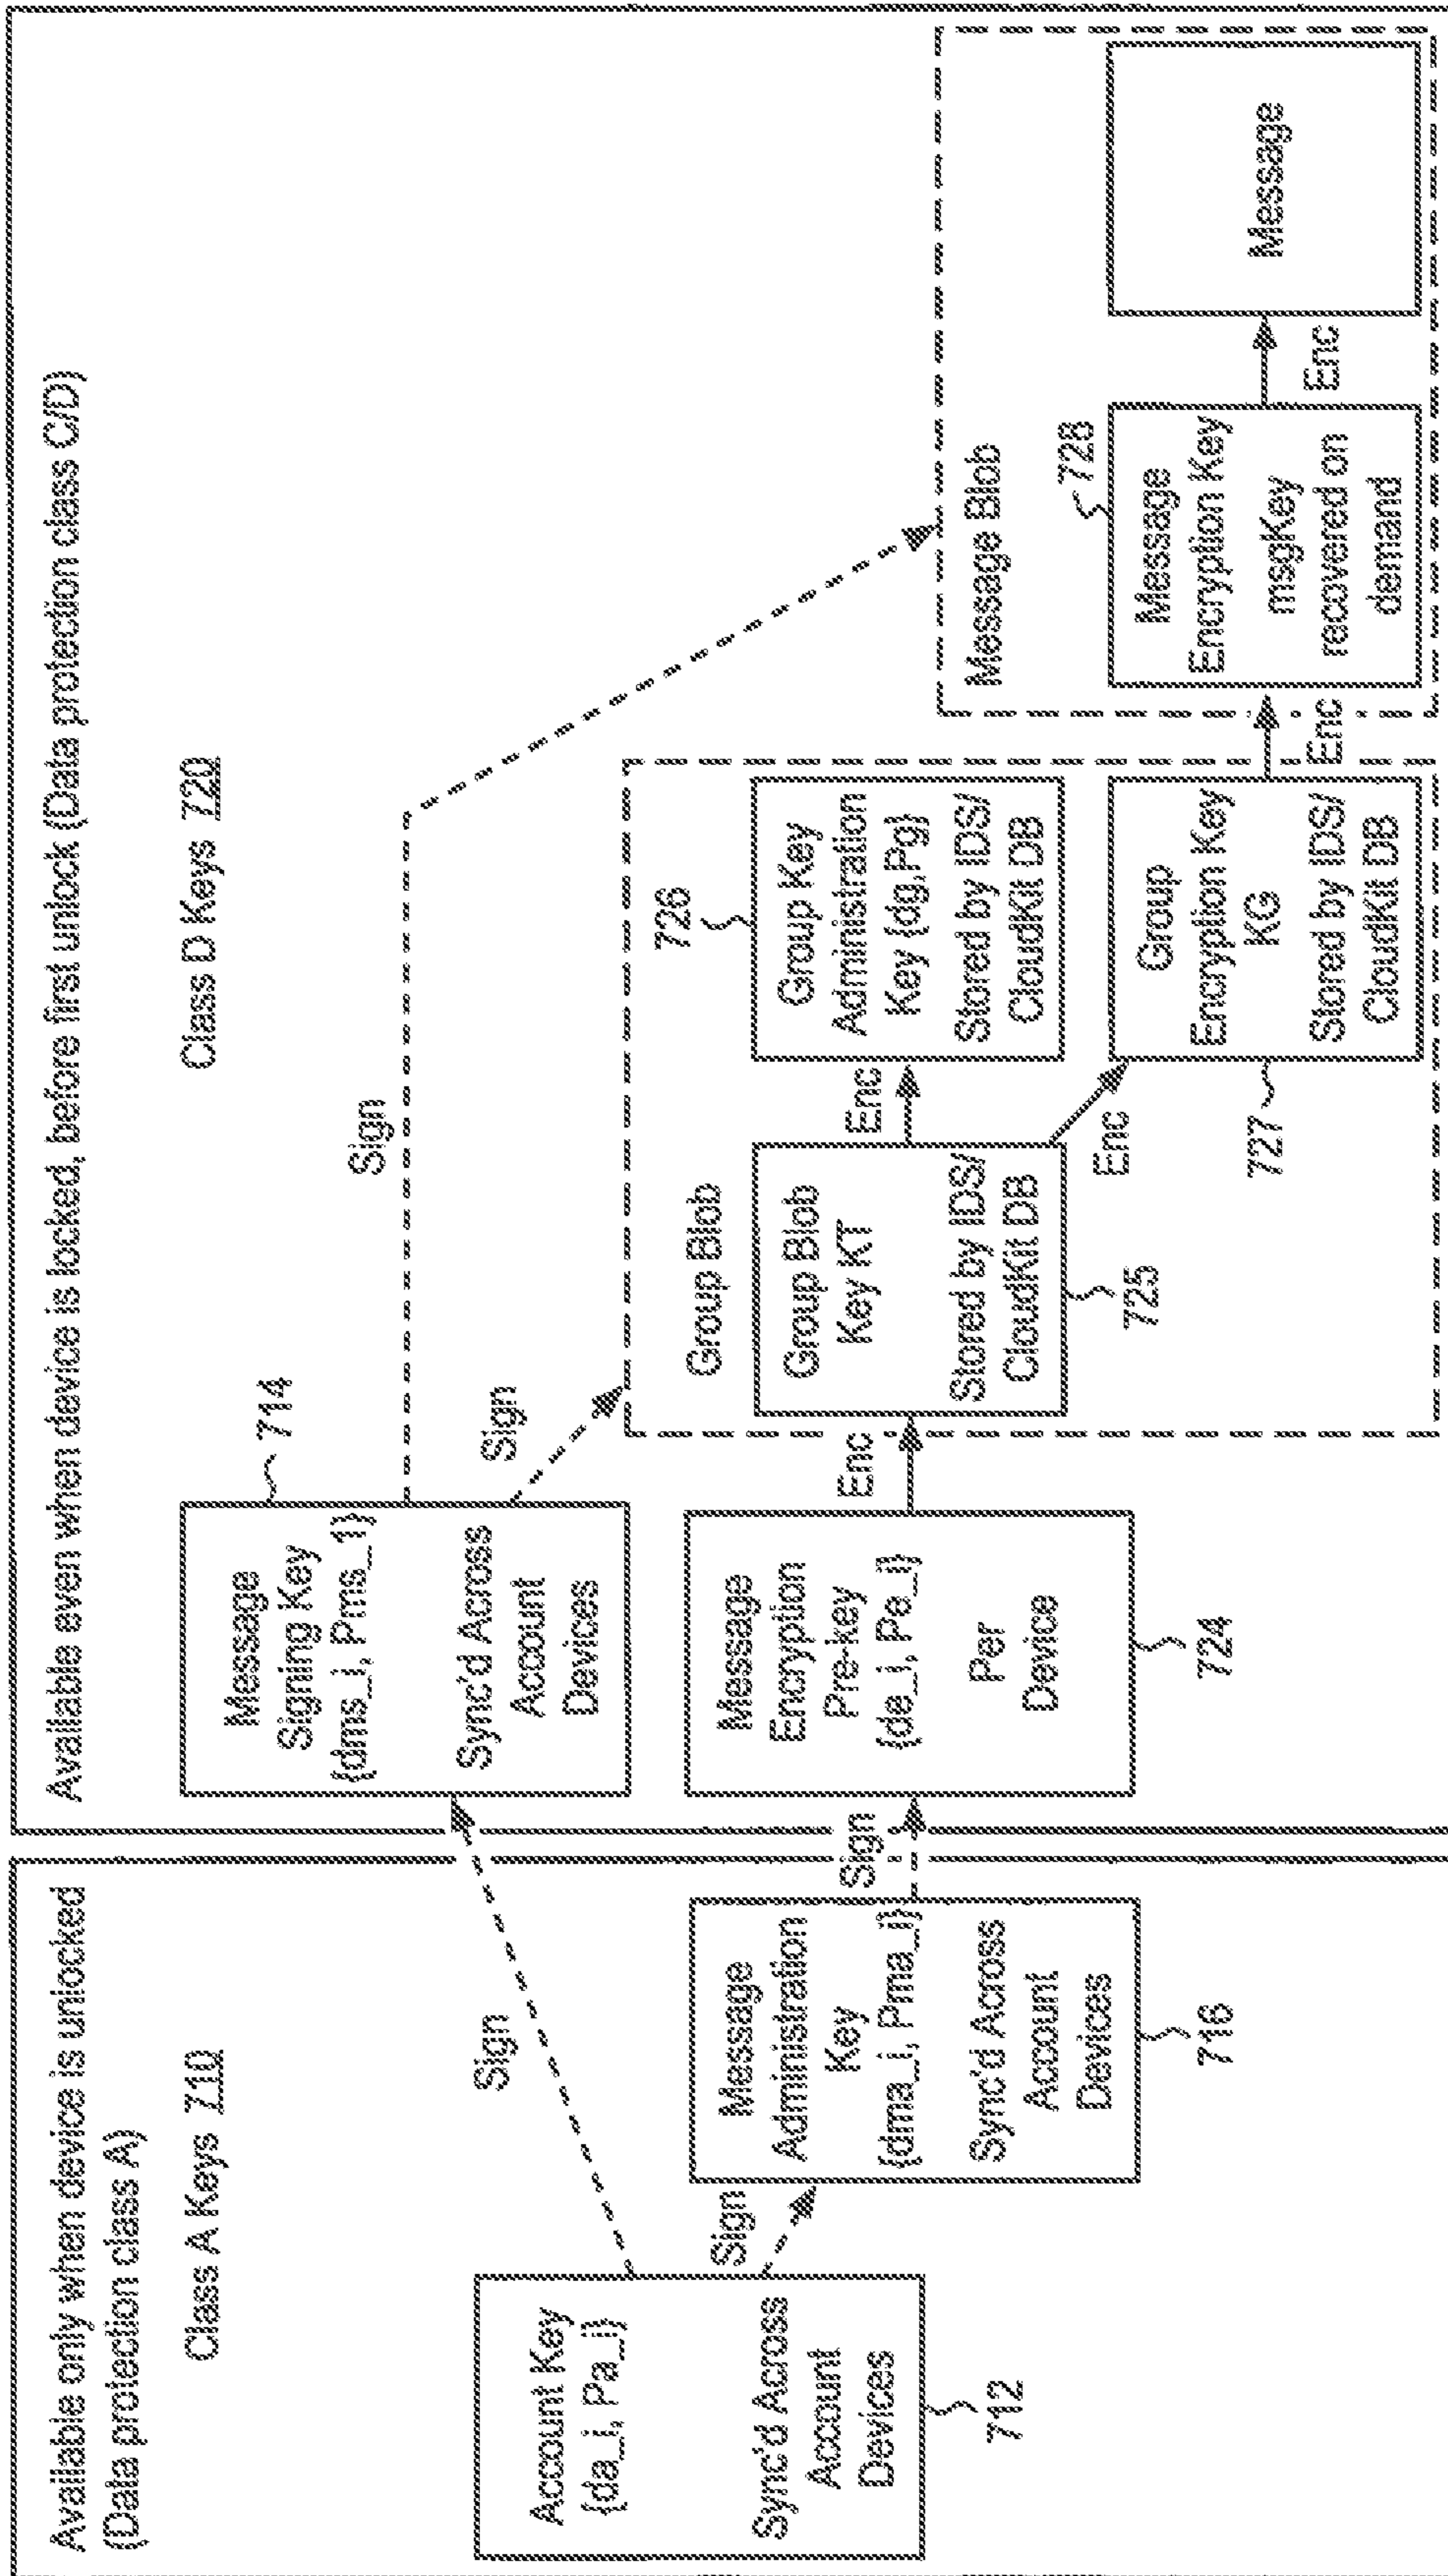 Available only when device is unlocked
(Data protection class A)
Class A Keys 710
Account Key
{da_i, Pa_i}
Sync'd Across
Account
Devices
712
Sign
Sign
Message
Administration
Key
{dma_i, Pma_i}
Sync'd Across
Account
Devices
716
Sign
Available even when device is locked, before first unlock (Data protection class C/D)
Class D Keys 720
714
Message
Signing Key
{dms_i, Pms_1}
Sync'd Across
Account
Devices
Sign
Sign
Message
Encryption
Pre-key
{de_i, Pe_i}
Per
Device
724
Enc
Group Blob
Group Blob
Key KT
Stored by IDS/
CloudKit DB
725
Enc
Enc
726
Group Key
Administration
Key {dg,Pg}
Stored by IDS/
CloudKit DB
Group
Encryption Key
KG
Stored by IDS/
CloudKit DB
727
Enc
Message Blob
728
Message
Encryption Key
msgKey
recovered on
demand
Enc
Message